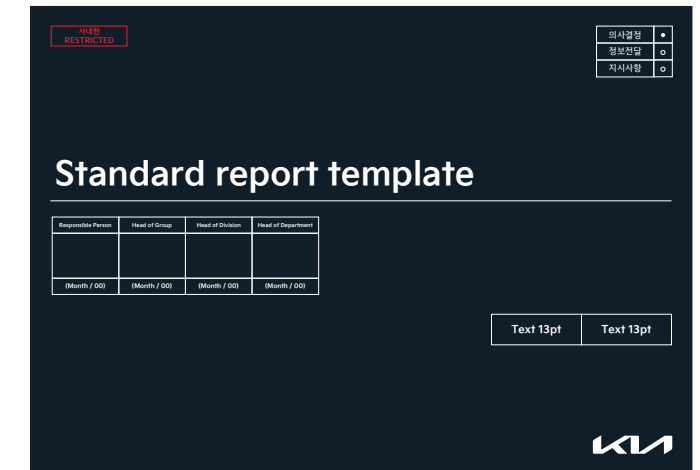 사내한
RESTRICTED
의사결정
정보전달
지시사항
Standard report template
Responsible Person Head of Group Head of Division Head of Department
(Month / 00) (Month / 00) (Month / 00) (Month / 00)
Text 13pt Text 13pt
KIA